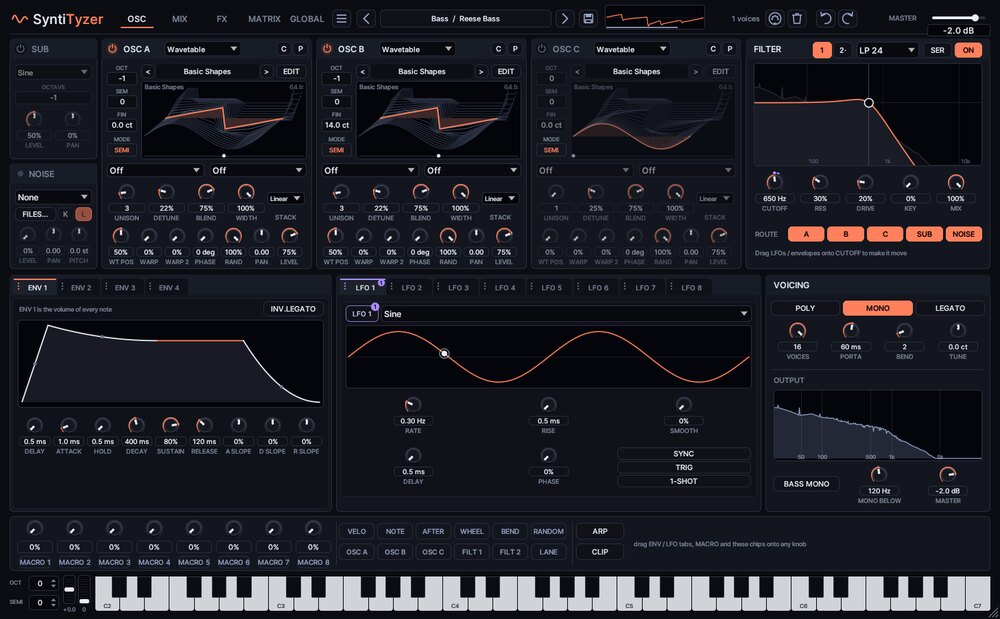 SyntiTyzer
OSC MIX FX MATRIX GLOBAL
Bass / Reese Bass
1 voices
MASTER
-2.0 dB
SUB
Sine
OCTAVE
-1
50% 0%
LEVEL PAN
NOISE
None
FILES... K L
0% 0.00 0.0 st
LEVEL PAN PITCH
OSC A Wavetable C P
OCT
-1
SEM
0
FIN
0.0 ct
MODE
SEMI
< Basic Shapes > EDIT
Basic Shapes 64 fr
Off Off
3 22% 75% 100% Linear
UNISON DETUNE BLEND WIDTH STACK
50% 0% 0% 0 deg 100% 0.00 75%
WT POS WARP WARP 2 PHASE RAND PAN LEVEL
OSC B Wavetable C P
OCT
-1
SEM
0
FIN
14.0 ct
MODE
SEMI
< Basic Shapes > EDIT
Basic Shapes 64 fr
Off Off
3 22% 75% 100% Linear
UNISON DETUNE BLEND WIDTH STACK
50% 0% 0% 0 deg 100% 0.00 75%
WT POS WARP WARP 2 PHASE RAND PAN LEVEL
OSC C Wavetable C P
OCT
0
SEM
0
FIN
0.0 ct
MODE
SEMI
< Basic Shapes > EDIT
Basic Shapes 64 fr
Off Off
1 25% 75% 100% Linear
UNISON DETUNE BLEND WIDTH STACK
0% 0% 0% 0 deg 100% 0.00 75%
WT POS WARP WARP 2 PHASE RAND PAN LEVEL
FILTER 1 2· LP 24 SER ON
100 1k 10k
650 Hz 30% 20% 0% 100%
CUTOFF RES DRIVE KEY MIX
ROUTE A B C SUB NOISE
Drag LFOs / envelopes onto CUTOFF to make it move
ENV 1 ENV 2 ENV 3 ENV 4
ENV 1 is the volume of every note INV.LEGATO
0.5 ms 1.0 ms 0.5 ms 400 ms 80% 120 ms 0% 0% 0%
DELAY ATTACK HOLD DECAY SUSTAIN RELEASE A SLOPE D SLOPE R SLOPE
LFO 1 1 LFO 2 LFO 3 LFO 4 LFO 5 LFO 6 LFO 7 LFO 8
LFO 1 1 Sine
0.30 Hz 0.5 ms 0%
RATE RISE SMOOTH
0.5 ms 0%
DELAY PHASE
SYNC
TRIG
1-SHOT
VOICING
POLY MONO LEGATO
16 60 ms 2 0.0 ct
VOICES PORTA BEND TUNE
OUTPUT
50 100 500 1k 5k
BASS MONO
120 Hz -2.0 dB
MONO BELOW MASTER
0% 0% 0% 0% 0% 0% 0% 0%
MACRO 1 MACRO 2 MACRO 3 MACRO 4 MACRO 5 MACRO 6 MACRO 7 MACRO 8
VELO NOTE AFTER WHEEL BEND RANDOM ARP
OSC A OSC B OSC C FILT 1 FILT 2 LANE CLIP
drag ENV / LFO tabs, MACRO and these chips onto any knob
OCT 0
SEMI 0
+0.0 0
C2 C3 C4 C5 C6 C7